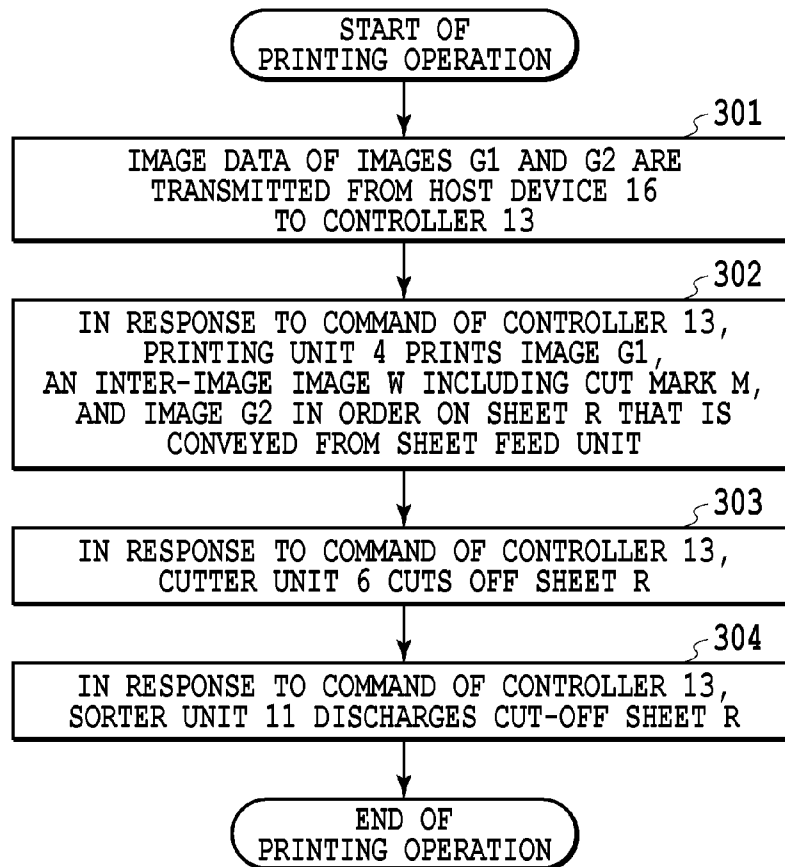 START OF
PRINTING OPERATION
301
IMAGE DATA OF IMAGES G1 AND G2 ARE
TRANSMITTED FROM HOST DEVICE 16
TO CONTROLLER 13
302
IN RESPONSE TO COMMAND OF CONTROLLER 13,
PRINTING UNIT 4 PRINTS IMAGE G1,
AN INTER-IMAGE IMAGE W INCLUDING CUT MARK M,
AND IMAGE G2 IN ORDER ON SHEET R THAT IS
CONVEYED FROM SHEET FEED UNIT
303
IN RESPONSE TO COMMAND OF CONTROLLER 13,
CUTTER UNIT 6 CUTS OFF SHEET R
304
IN RESPONSE TO COMMAND OF CONTROLLER 13,
SORTER UNIT 11 DISCHARGES CUT-OFF SHEET R
END OF
PRINTING OPERATION